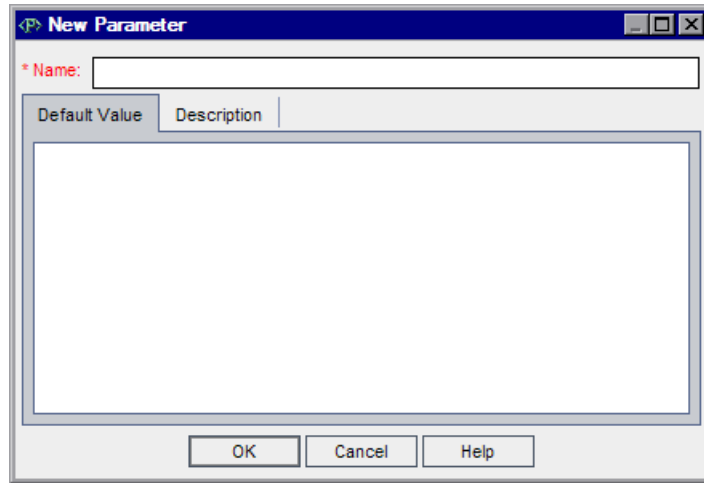 <P> New Parameter
* Name:
Default Value Description
OK Cancel Help